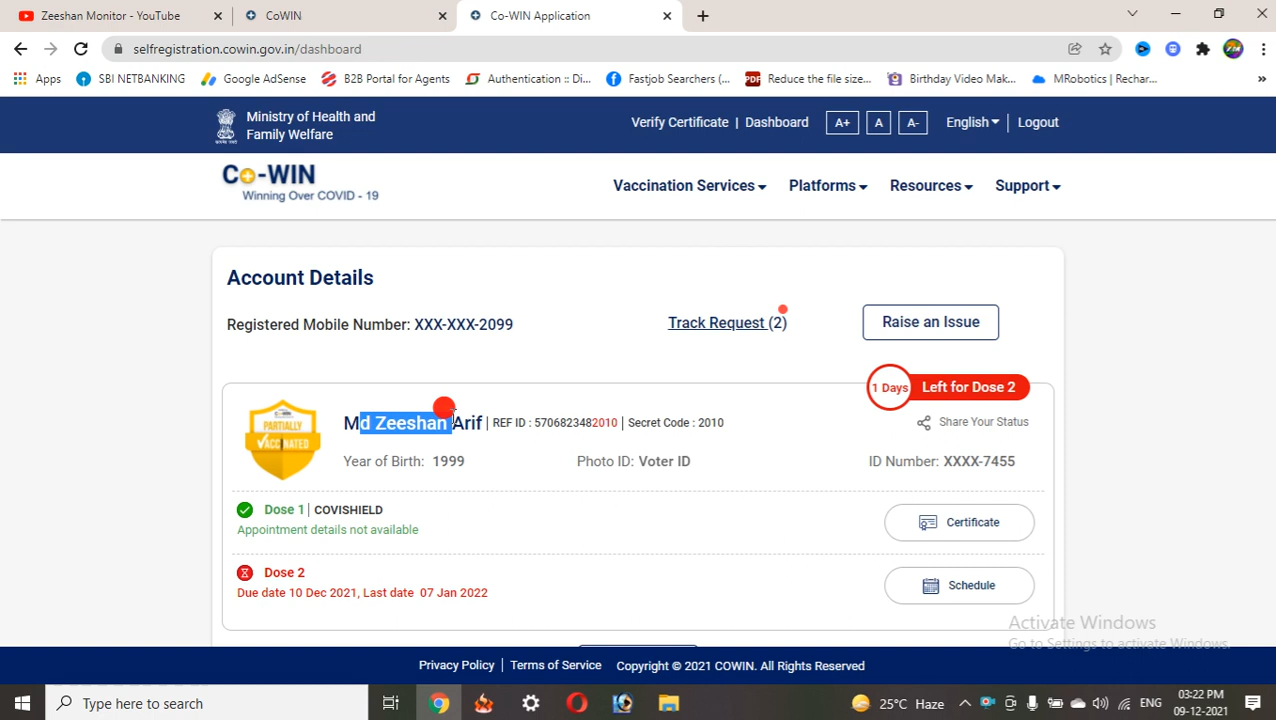 Zeeshan Monitor - YouTube
CoWIN
Co-WIN Application
selfregistration.cowin.gov.in/dashboard
Apps
SBI NETBANKING
Google AdSense
B2B Portal for Agents
Authentication :: Di...
Fastjob Searchers (...
PDF
Reduce the file size...
Birthday Video Mak...
MRobotics | Rechar...
Ministry of Health and
Family Welfare
Verify Certificate | Dashboard
A+
A
A-
English
Logout
Co-WIN
Winning Over COVID - 19
Vaccination Services
Platforms
Resources
Support
Account Details
Registered Mobile Number: XXX-XXX-2099
Track Request (2)
Raise an Issue
1 Days
Left for Dose 2
PARTIALLY
VACCINATED
Md Zeeshan Arif | REF ID : 5706823482010 | Secret Code : 2010
Share Your Status
Year of Birth: 1999
Photo ID: Voter ID
ID Number: XXXX-7455
Dose 1 | COVISHIELD
Appointment details not available
Certificate
Dose 2
Due date 10 Dec 2021, Last date 07 Jan 2022
Schedule
Activate Windows
Go to Settings to activate Windows.
Privacy Policy | Terms of Service
Copyright © 2021 COWIN. All Rights Reserved
Type here to search
25°C Haze
ENG
03:22 PM
09-12-2021